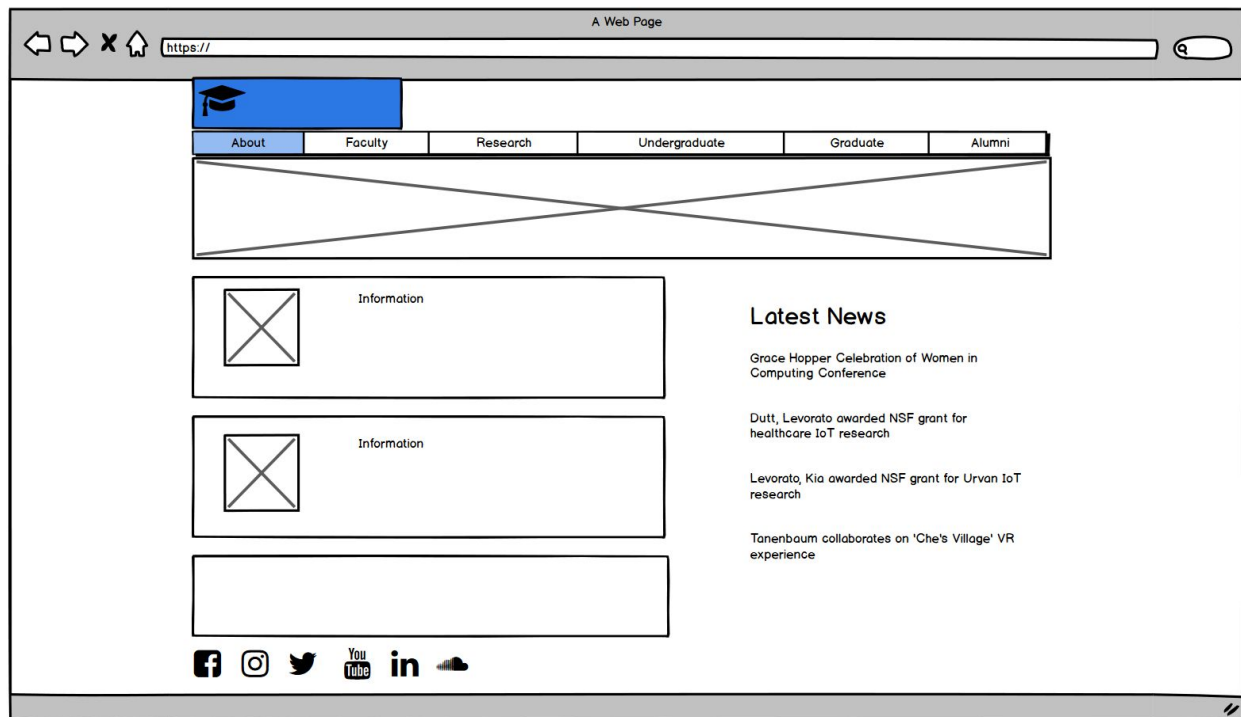 A Web Page
https://
About
Faculty
Research
Undergraduate
Graduate
Alumni
Information
Information
Latest News
Grace Hopper Celebration of Women in
Computing Conference
Dutt, Levorato awarded NSF grant for
healthcare IoT research
Levorato, Kia awarded NSF grant for Urvan IoT
research
Tanenbaum collaborates on 'Che's Village' VR
experience
You
Tube
in